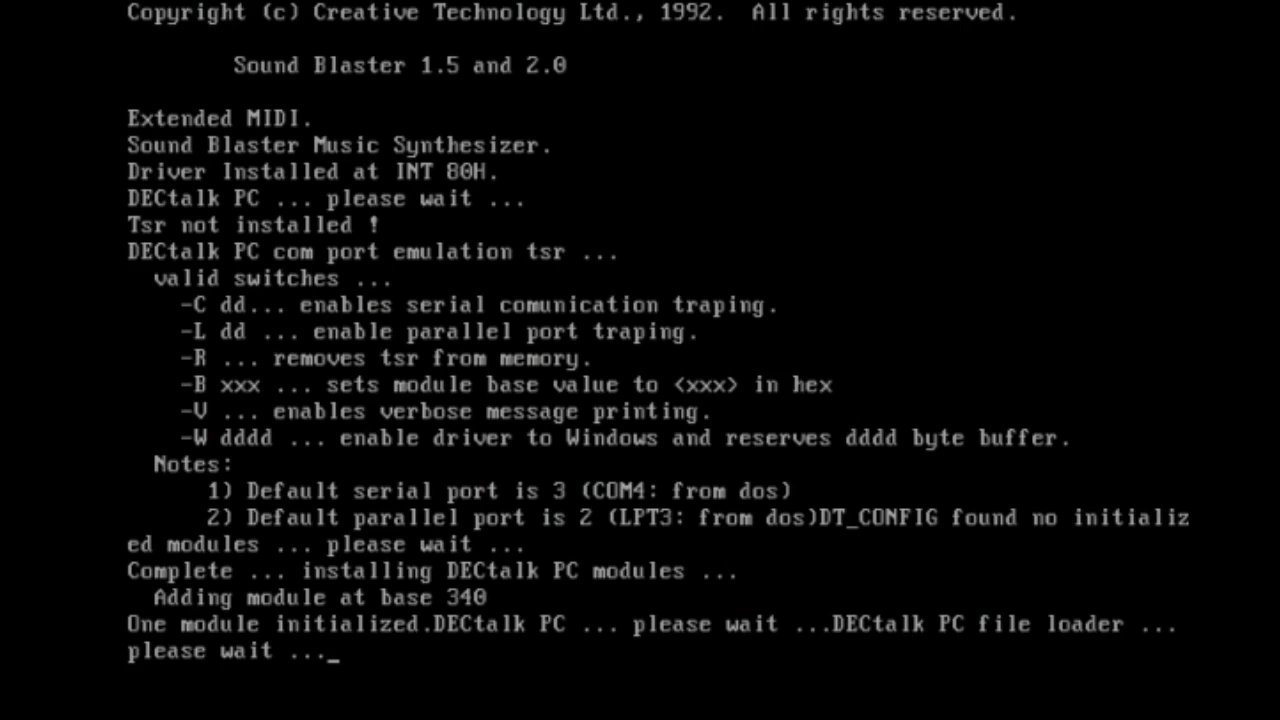 Copyright (c) Creative Technology Ltd., 1992.  All rights reserved.
Sound Blaster 1.5 and 2.0
Extended MIDI.
Sound Blaster Music Synthesizer.
Driver Installed at INT 80H.
DECtalk PC ... please wait ...
Tsr not installed !
DECtalk PC com port emulation tsr ...
valid switches ...
-C dd... enables serial comunication traping.
-L dd ... enable parallel port traping.
-R ... removes tsr from memory.
-B xxx ... sets module base value to <xxx> in hex
-V ... enables verbose message printing.
-W dddd ... enable driver to Windows and reserves dddd byte buffer.
Notes:
1) Default serial port is 3 (COM4: from dos)
2) Default parallel port is 2 (LPT3: from dos)DT_CONFIG found no initializ
ed modules ... please wait ...
Complete ... installing DECtalk PC modules ...
Adding module at base 340
One module initialized.DECtalk PC ... please wait ...DECtalk PC file loader ...
please wait ..._